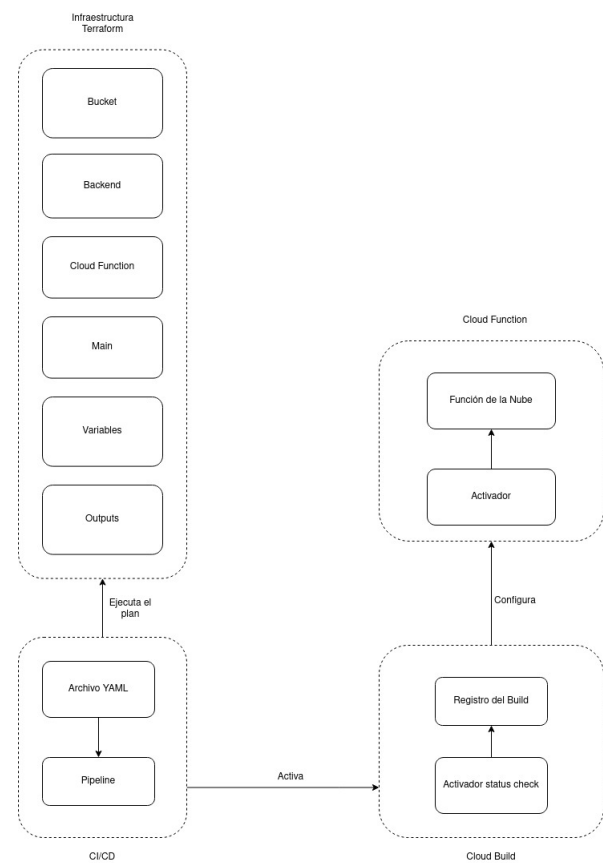 Infraestructura
Terraform
Bucket
Backend
Cloud Function
Main
Variables
Outputs
Ejecuta el
plan
Archivo YAML
Pipeline
CI/CD
Activa
Cloud Function
Función de la Nube
Activador
Configura
Registro del Build
Activador status check
Cloud Build